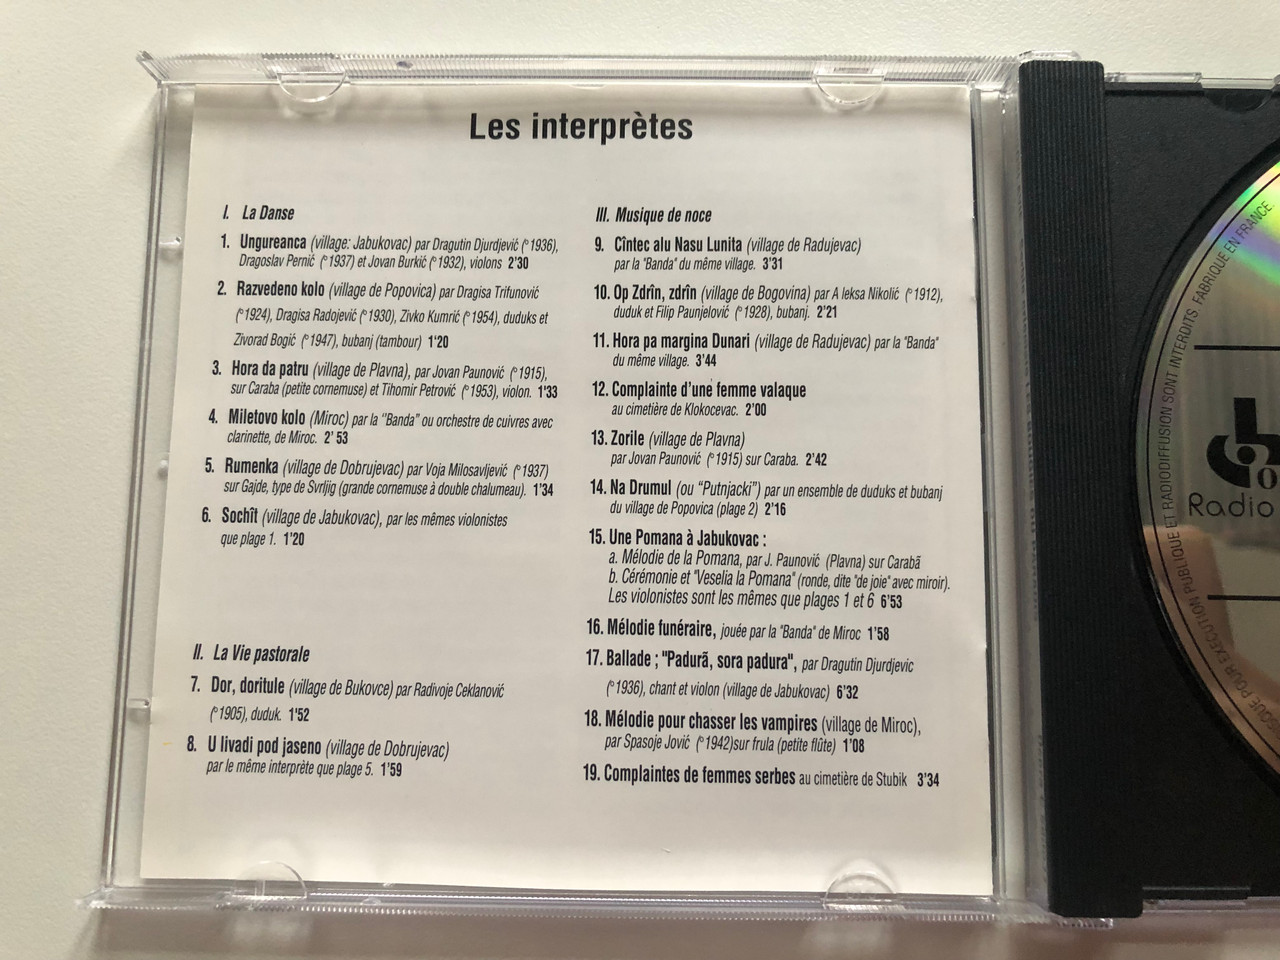 Les interprètes
I. La Danse
1. Ungureanca (village: Jabukovac) par Dragutin Djurdjević (°1936),
Dragoslav Pernić (°1937) et Jovan Burkić (°1932), violons 2'30
2. Razvedeno kolo (village de Popovica) par Dragisa Trifunović
(°1924), Dragisa Radojević (°1930), Zivko Kumrić (°1954), duduks et
Zivorad Bogić (°1947), bubanj (tambour) 1'20
3. Hora da patru (village de Plavna), par Jovan Paunović (°1915),
sur Caraba (petite cornemuse) et Tihomir Petrović (°1953), violon. 1'33
4. Miletovo kolo (Miroc) par la "Banda" ou orchestre de cuivres avec
clarinette, de Miroc. 2' 53
5. Rumenka (village de Dobrujevac) par Voja Milosavljević (°1937)
sur Gajde, type de Svrljig (grande cornemuse à double chalumeau). 1'34
6. Sochît (village de Jabukovac), par les mêmes violonistes
que plage 1. 1'20
II. La Vie pastorale
7. Dor, doritule (village de Bukovce) par Radivoje Ceklanović
(°1905), duduk. 1'52
8. U livadi pod jaseno (village de Dobrujevac)
par le même interprète que plage 5. 1'59
III. Musique de noce
9. Cîntec alu Nasu Lunita (village de Radujevac)
par la "Banda" du même village. 3'31
10. Op Zdrîn, zdrîn (village de Bogovina) par A leksa Nikolić (°1912),
duduk et Filip Paunjelović (°1928), bubanj. 2'21
11. Hora pa margina Dunari (village de Radujevac) par la "Banda"
du même village. 3'44
12. Complainte d'une femme valaque
au cimetière de Klokocevac. 2'00
13. Zorile (village de Plavna)
par Jovan Paunović (°1915) sur Caraba. 2'42
14. Na Drumul (ou "Putnjacki") par un ensemble de duduks et bubanj
du village de Popovica (plage 2) 2'16
15. Une Pomana à Jabukovac :
a. Mélodie de la Pomana, par J. Paunović (Plavna) sur Carabã
b. Cérémonie et "Veselia la Pomana" (ronde, dite "de joie" avec miroir).
Les violonistes sont les mêmes que plages 1 et 6 6'53
16. Mélodie funéraire, jouée par la "Banda" de Miroc 1'58
17. Ballade ; "Padurã, sora padura", par Dragutin Djurdjevic
(°1936), chant et violon (village de Jabukovac) 6'32
18. Mélodie pour chasser les vampires (village de Miroc),
par Spasoje Jović (°1942)sur frula (petite flûte) 1'08
19. Complaintes de femmes serbes au cimetière de Stubik 3'34
Radio
DISQUE POUR EXECUTION PUBLIQUE ET RADIODIFFUSION SONT INTERDITS. FABRIQUE EN FRANCE.